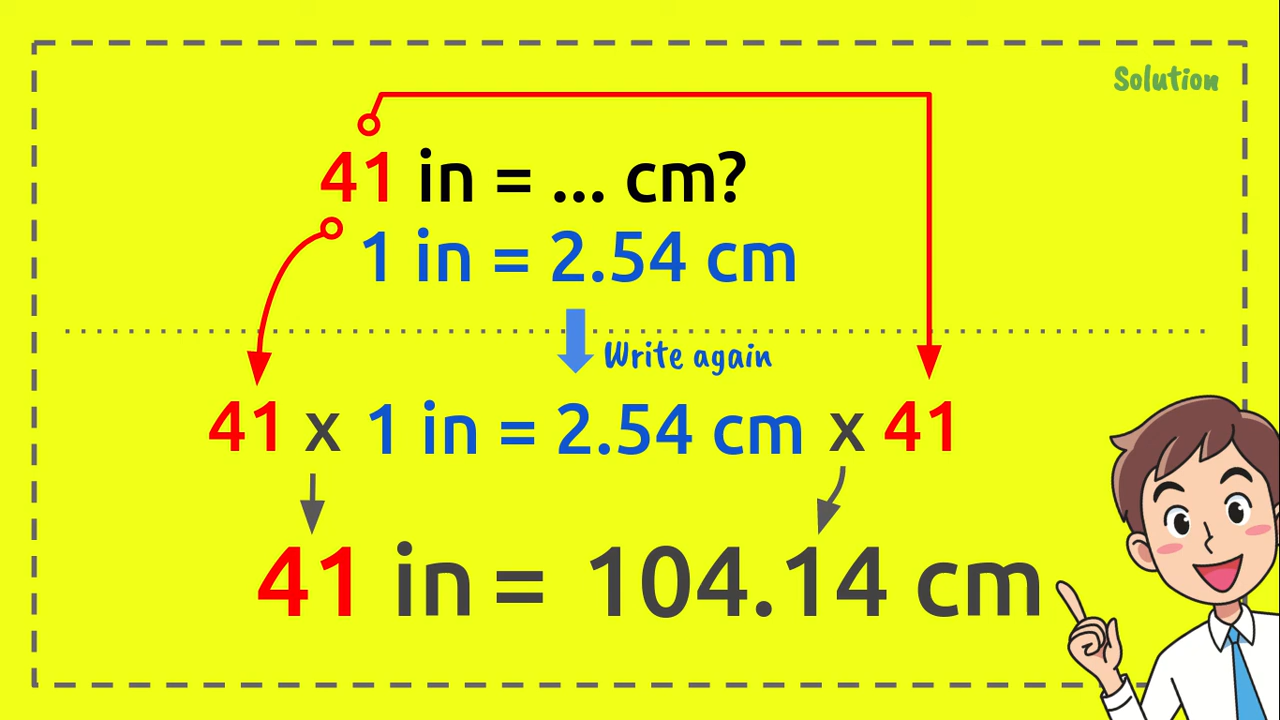 Solution
41 in = ... cm?
1 in = 2.54 cm
Write again
41 x 1 in = 2.54 cm x 41
41 in = 104.14 cm